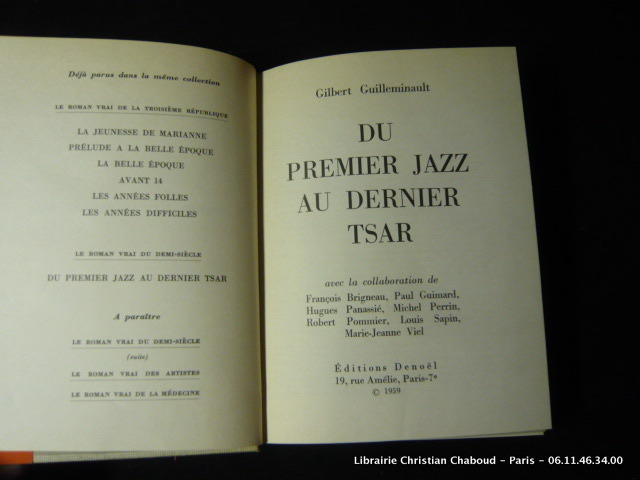 Déjà parus dans la même collection
LE ROMAN VRAI DE LA TROISIÈME RÉPUBLIQUE
LA JEUNESSE DE MARIANNE
PRÉLUDE A LA BELLE ÉPOQUE
LA BELLE ÉPOQUE
AVANT 14
LES ANNÉES FOLLES
LES ANNÉES DIFFICILES
LE ROMAN VRAI DU DEMI-SIÈCLE
DU PREMIER JAZZ AU DERNIER TSAR
A paraître
LE ROMAN VRAI DU DEMI-SIÈCLE
(suite)
LE ROMAN VRAI DES ARTISTES
LE ROMAN VRAI DE LA MÉDECINE
Gilbert Guilleminault
DU
PREMIER JAZZ
AU DERNIER
TSAR
avec la collaboration de
François Brigneau, Paul Guimard,
Hugues Panassié, Michel Perrin,
Robert Pommier, Louis Sapin,
Marie-Jeanne Viel
Éditions Denoël
19, rue Amélie, Paris-7e
© 1959
Librairie Christian Chaboud - Paris - 06.11.46.34.00